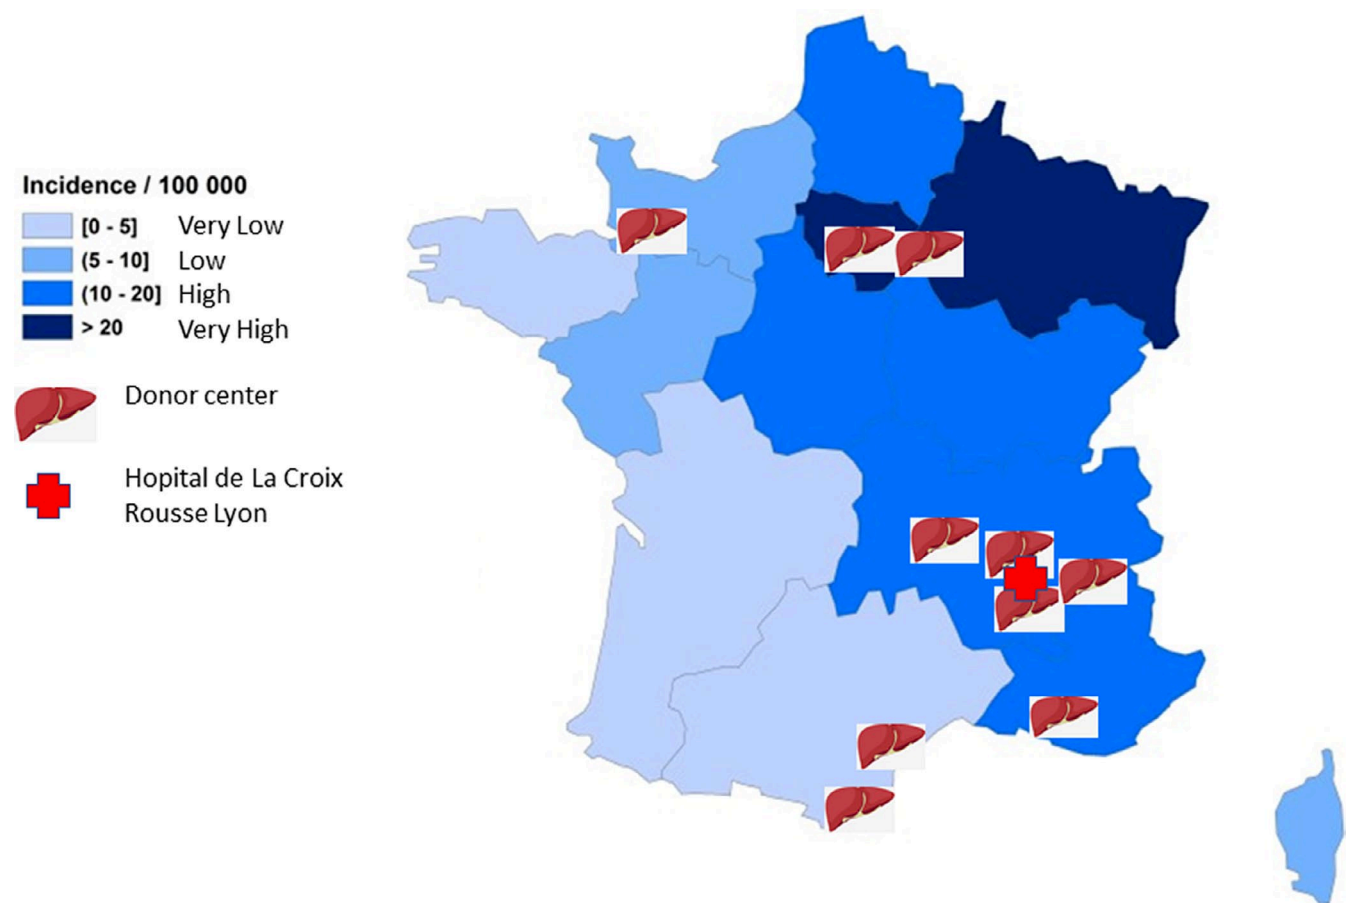 Incidence / 100 000
[0 - 5] Very Low
(5 - 10] Low
(10 - 20] High
> 20 Very High
Donor center
Hopital de La Croix
Rousse Lyon